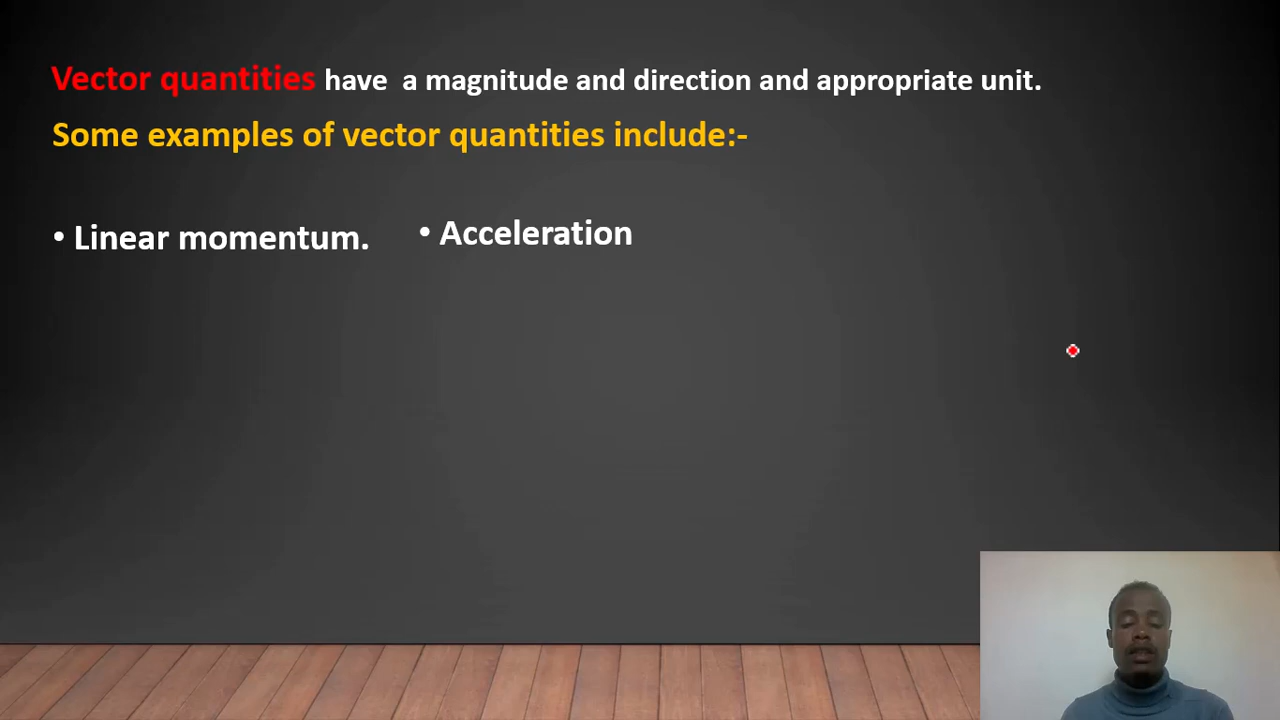 Vector quantities have a magnitude and direction and appropriate unit.
Some examples of vector quantities include:-
• Linear momentum.
• Acceleration